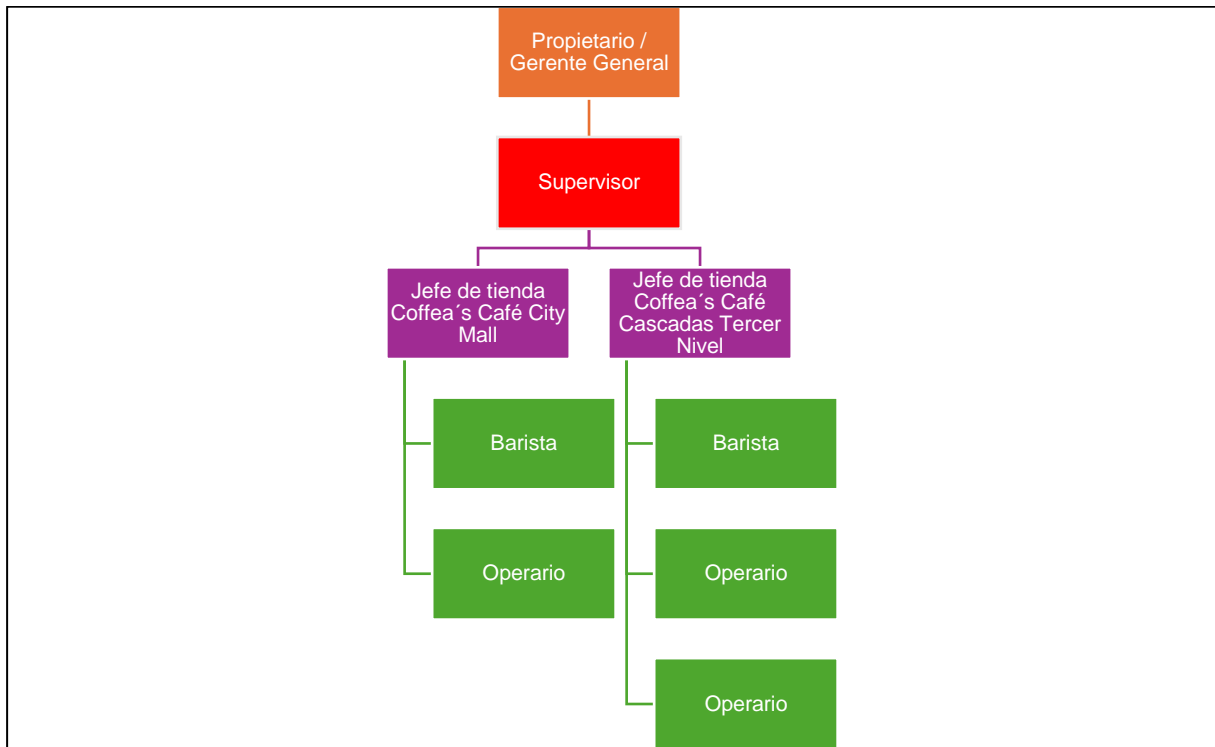 Propietario /
Gerente General
Supervisor
Jefe de tienda
Coffea´s Café City
Mall
Jefe de tienda
Coffea´s Café
Cascadas Tercer
Nivel
Barista
Barista
Operario
Operario
Operario